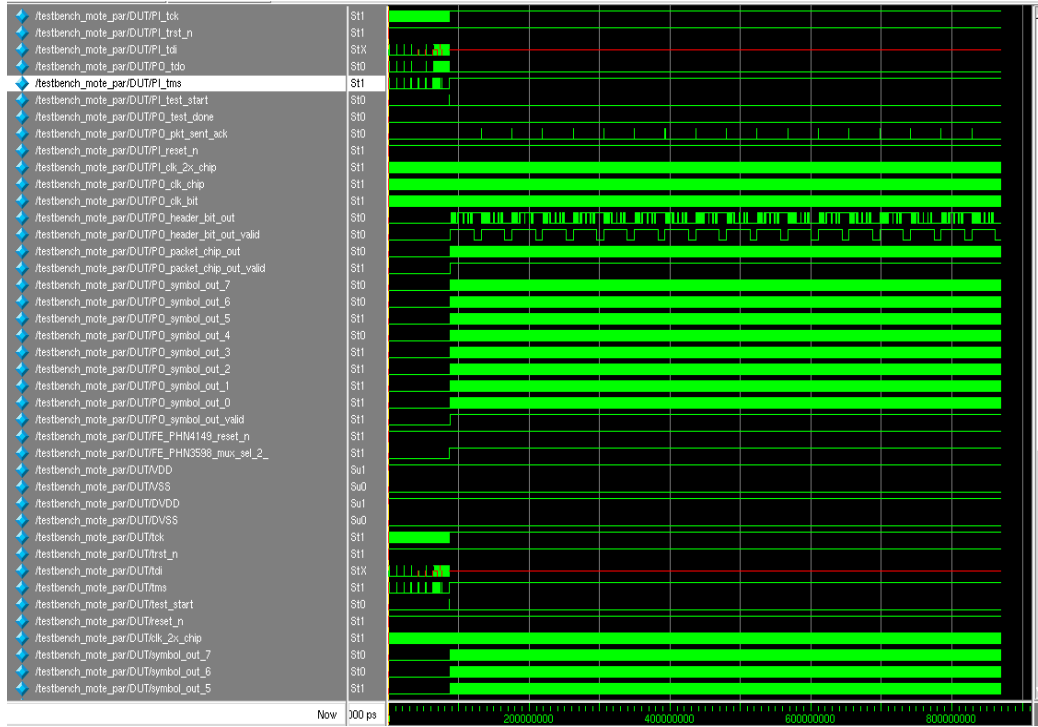 /testbench_mote_par/DUT/PI_tck St1
/testbench_mote_par/DUT/PI_trst_n St1
/testbench_mote_par/DUT/PI_tdi StX
/testbench_mote_par/DUT/PO_tdo St0
/testbench_mote_par/DUT/PI_tms St1
/testbench_mote_par/DUT/PI_test_start St0
/testbench_mote_par/DUT/PO_test_done St0
/testbench_mote_par/DUT/PO_pkt_sent_ack St0
/testbench_mote_par/DUT/PI_reset_n St1
/testbench_mote_par/DUT/PI_clk_2x_chip St1
/testbench_mote_par/DUT/PO_clk_chip St1
/testbench_mote_par/DUT/PO_clk_bit St1
/testbench_mote_par/DUT/PO_header_bit_out St0
/testbench_mote_par/DUT/PO_header_bit_out_valid St0
/testbench_mote_par/DUT/PO_packet_chip_out St0
/testbench_mote_par/DUT/PO_packet_chip_out_valid St1
/testbench_mote_par/DUT/PO_symbol_out_7 St0
/testbench_mote_par/DUT/PO_symbol_out_6 St0
/testbench_mote_par/DUT/PO_symbol_out_5 St1
/testbench_mote_par/DUT/PO_symbol_out_4 St0
/testbench_mote_par/DUT/PO_symbol_out_3 St1
/testbench_mote_par/DUT/PO_symbol_out_2 St1
/testbench_mote_par/DUT/PO_symbol_out_1 St1
/testbench_mote_par/DUT/PO_symbol_out_0 St1
/testbench_mote_par/DUT/PO_symbol_out_valid St1
/testbench_mote_par/DUT/FE_PHN4149_reset_n St1
/testbench_mote_par/DUT/FE_PHN3598_mux_sel_2_ St1
/testbench_mote_par/DUT/VDD Su1
/testbench_mote_par/DUT/VSS Su0
/testbench_mote_par/DUT/DVDD Su1
/testbench_mote_par/DUT/DVSS Su0
/testbench_mote_par/DUT/tck St1
/testbench_mote_par/DUT/trst_n St1
/testbench_mote_par/DUT/tdi StX
/testbench_mote_par/DUT/tms St1
/testbench_mote_par/DUT/test_start St0
/testbench_mote_par/DUT/reset_n St1
/testbench_mote_par/DUT/clk_2x_chip St1
/testbench_mote_par/DUT/symbol_out_7 St0
/testbench_mote_par/DUT/symbol_out_6 St0
/testbench_mote_par/DUT/symbol_out_5 St1
Now 000 ps 200000000 400000000 600000000 800000000